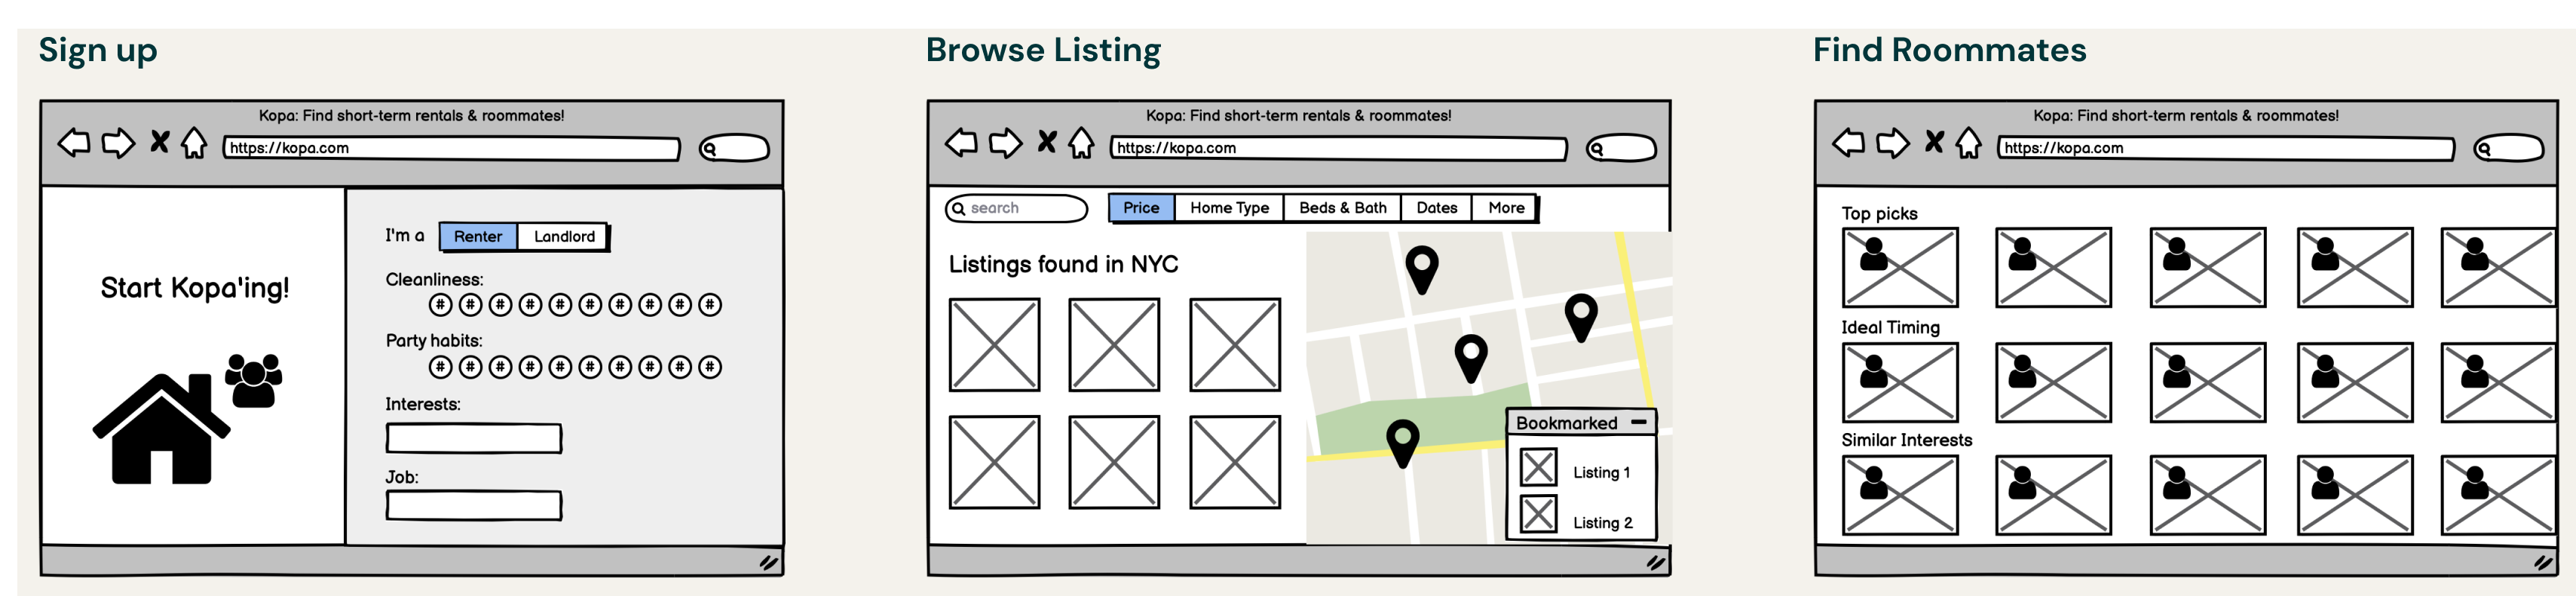 Sign up
Kopa: Find short-term rentals & roommates!
https://kopa.com
Start Kopa'ing!
I'm a Renter Landlord
Cleanliness:
# # # # # # # # # #
Party habits:
# # # # # # # # # #
Interests:
Job:
Browse Listing
Kopa: Find short-term rentals & roommates!
https://kopa.com
search Price Home Type Beds & Bath Dates More
Listings found in NYC
Bookmarked
Listing 1
Listing 2
Find Roommates
Kopa: Find short-term rentals & roommates!
https://kopa.com
Top picks
Ideal Timing
Similar Interests